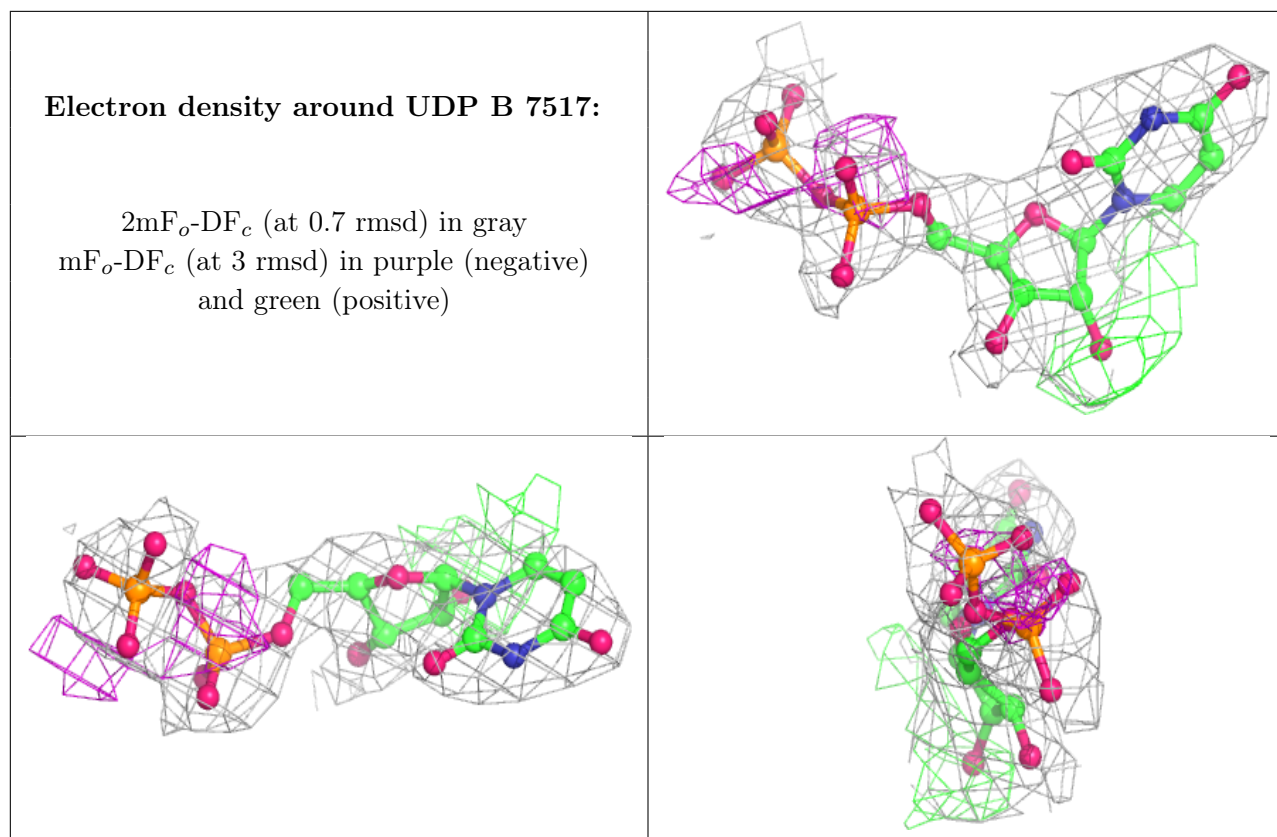 Electron density around UDP B 7517:
2mFo-DFc (at 0.7 rmsd) in gray
mFo-DFc (at 3 rmsd) in purple (negative)
and green (positive)